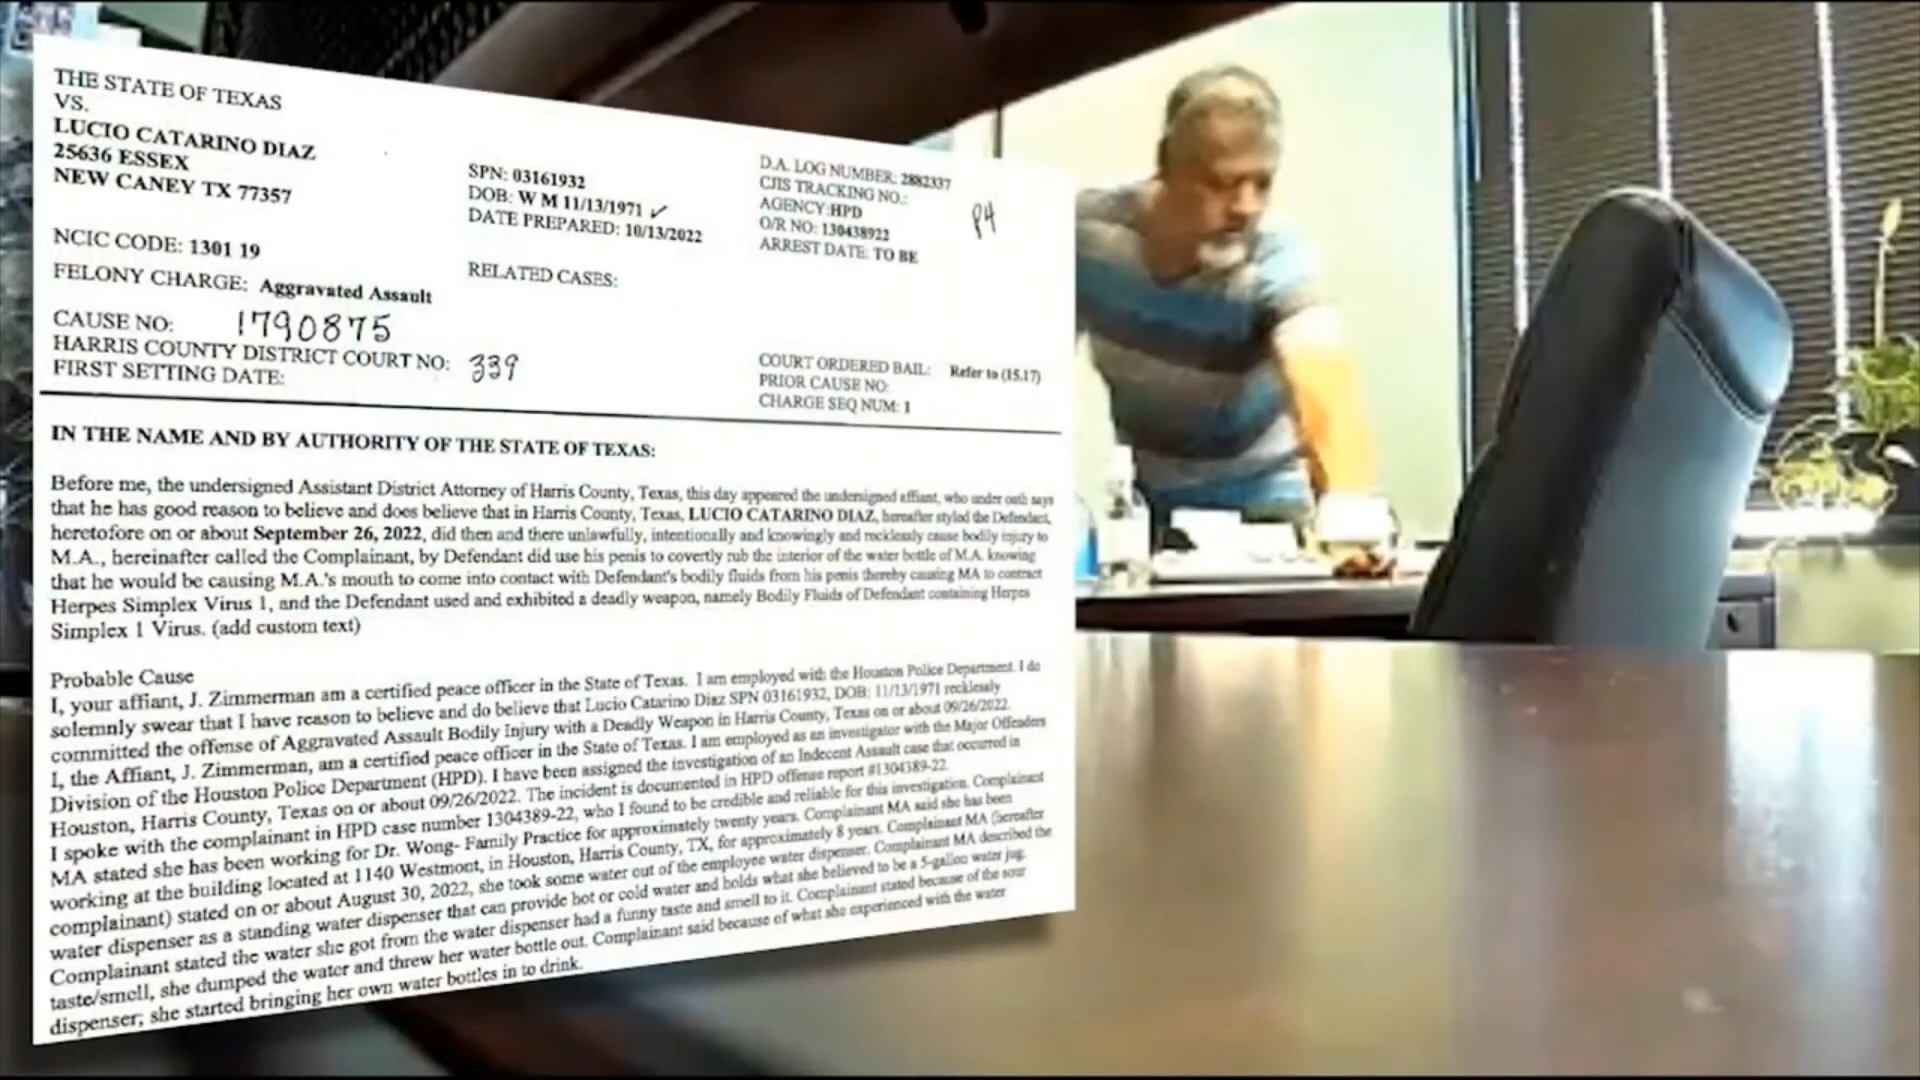 THE STATE OF TEXAS
VS.
LUCIO CATARINO DIAZ
25636 ESSEX
NEW CANEY TX 77357
SPN: 03161932
DOB: W M 11/13/1971 ✓
DATE PREPARED: 10/13/2022
D.A. LOG NUMBER: 2882337
CJIS TRACKING NO.:
AGENCY:HPD
O/R NO: 130438922
ARREST DATE: TO BE
P4
NCIC CODE: 1301 19
RELATED CASES:
FELONY CHARGE: Aggravated Assault
CAUSE NO: 1790875
HARRIS COUNTY DISTRICT COURT NO: 339
FIRST SETTING DATE:
COURT ORDERED BAIL: Refer to (15.17)
PRIOR CAUSE NO:
CHARGE SEQ NUM: 1
IN THE NAME AND BY AUTHORITY OF THE STATE OF TEXAS:
Before me, the undersigned Assistant District Attorney of Harris County, Texas, this day appeared the undersigned affiant, who under oath says
that he has good reason to believe and does believe that in Harris County, Texas, LUCIO CATARINO DIAZ, hereafter styled the Defendant,
heretofore on or about September 26, 2022, did then and there unlawfully, intentionally and knowingly and recklessly cause bodily injury to
M.A., hereinafter called the Complainant, by Defendant did use his penis to covertly rub the interior of the water bottle of M.A. knowing
that he would be causing M.A.'s mouth to come into contact with Defendant's bodily fluids from his penis thereby causing MA to contract
Herpes Simplex Virus 1, and the Defendant used and exhibited a deadly weapon, namely Bodily Fluids of Defendant containing Herpes
Simplex 1 Virus. (add custom text)
Probable Cause
I, your affiant, J. Zimmerman am a certified peace officer in the State of Texas. I am employed with the Houston Police Department. I do
solemnly swear that I have reason to believe and do believe that Lucio Catarino Diaz SPN 03161932, DOB: 11/13/1971 recklessly
committed the offense of Aggravated Assault Bodily Injury with a Deadly Weapon in Harris County, Texas on or about 09/26/2022.
I, the Affiant, J. Zimmerman, am a certified peace officer in the State of Texas. I am employed as an investigator with the Major Offenders
Division of the Houston Police Department (HPD). I have been assigned the investigation of an Indecent Assault case that occurred in
Houston, Harris County, Texas on or about 09/26/2022. The incident is documented in HPD offense report #1304389-22.
I spoke with the complainant in HPD case number 1304389-22, who I found to be credible and reliable for this investigation. Complainant
MA stated she has been working for Dr. Wong- Family Practice for approximately twenty years. Complainant MA said she has been
working at the building located at 1140 Westmont, in Houston, Harris County, TX, for approximately 8 years. Complainant MA (hereafter
complainant) stated on or about August 30, 2022, she took some water out of the employee water dispenser. Complainant MA described the
water dispenser as a standing water dispenser that can provide hot or cold water and holds what she believed to be a 5-gallon water jug.
Complainant stated the water she got from the water dispenser had a funny taste and smell to it. Complainant stated because of the sour
taste/smell, she dumped the water and threw her water bottle out. Complainant said because of what she experienced with the water
dispenser; she started bringing her own water bottles in to drink.